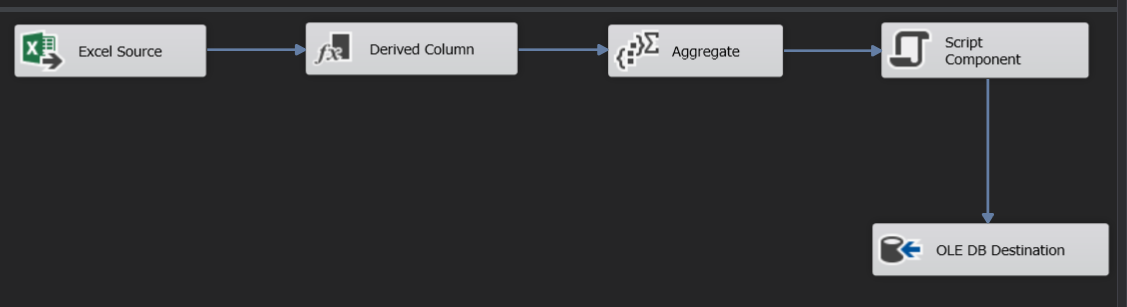 Excel Source
Derived Column
Aggregate
Script
Component
OLE DB Destination